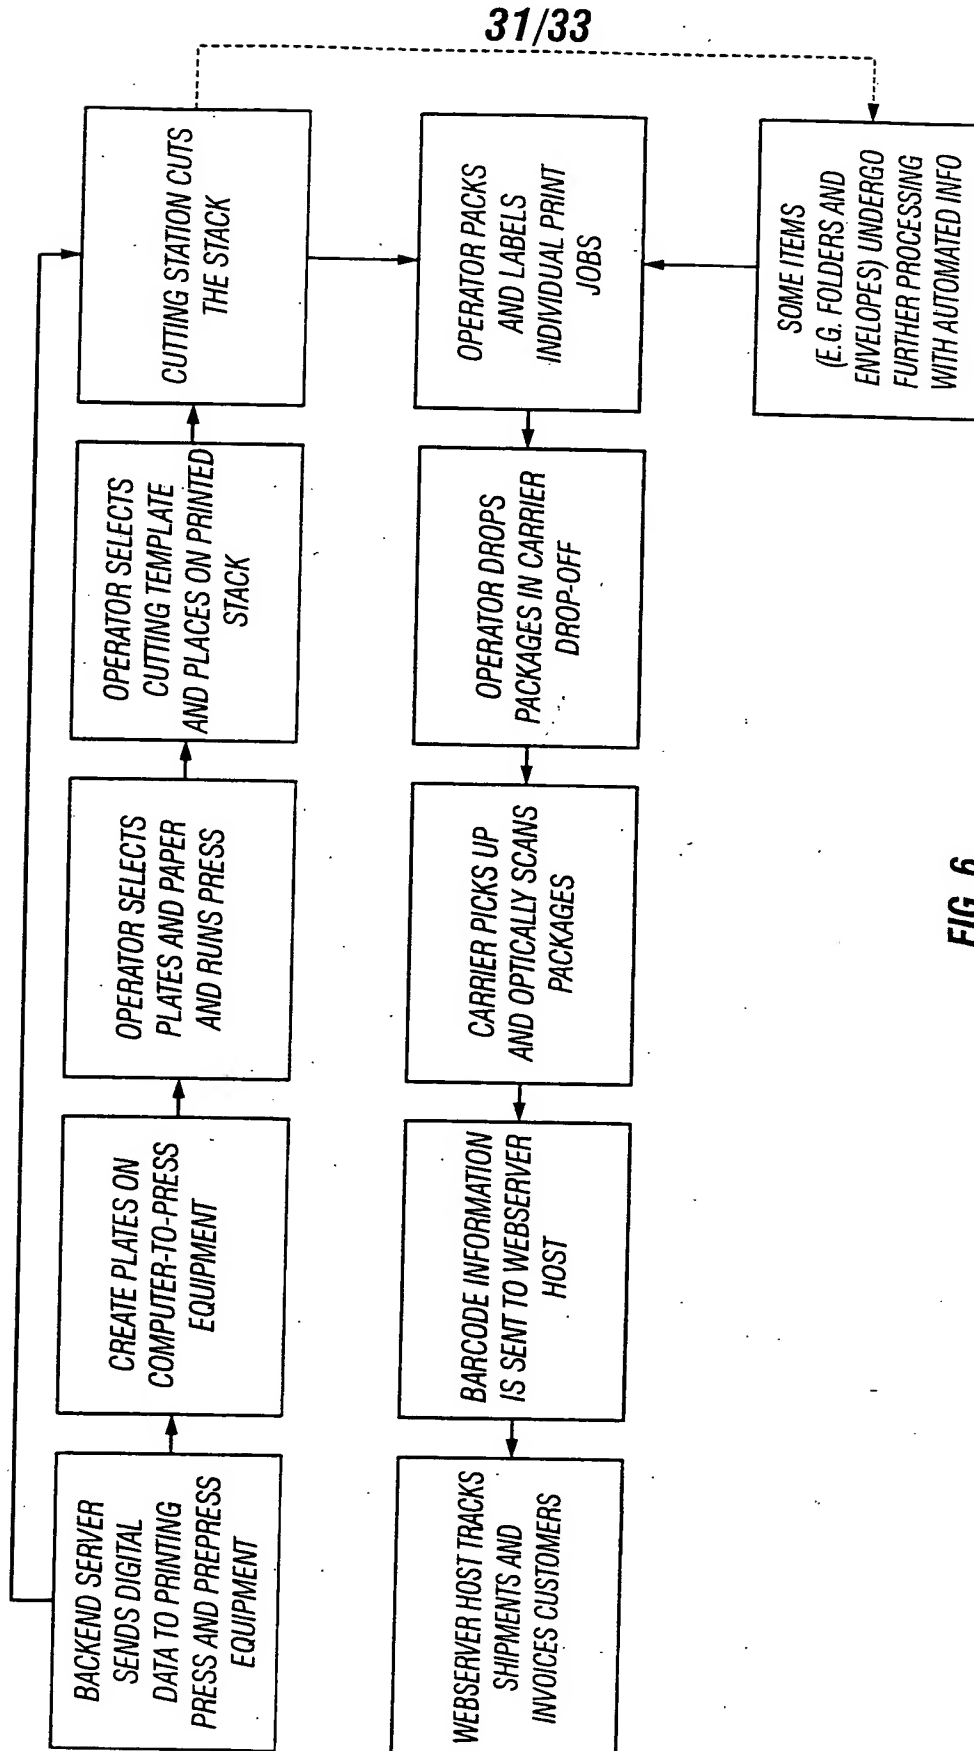 31/33
BACKEND SERVER
SENDS DIGITAL
DATA TO PRINTING
PRESS AND PREPRESS
EQUIPMENT
CREATE PLATES ON
COMPUTER-TO-PRESS
EQUIPMENT
OPERATOR SELECTS
PLATES AND PAPER
AND RUNS PRESS
OPERATOR SELECTS
CUTTING TEMPLATE
AND PLACES ON PRINTED
STACK
CUTTING STATION CUTS
THE STACK
OPERATOR PACKS
AND LABELS
INDIVIDUAL PRINT
JOBS
OPERATOR DROPS
PACKAGES IN CARRIER
DROP-OFF
CARRIER PICKS UP
AND OPTICALLY SCANS
PACKAGES
BARCODE INFORMATION
IS SENT TO WEBSERVER
HOST
WEBSERVER HOST TRACKS
SHIPMENTS AND
INVOICES CUSTOMERS
SOME ITEMS
(E.G. FOLDERS AND
ENVELOPES) UNDERGO
FURTHER PROCESSING
WITH AUTOMATED INFO
FIG. 6